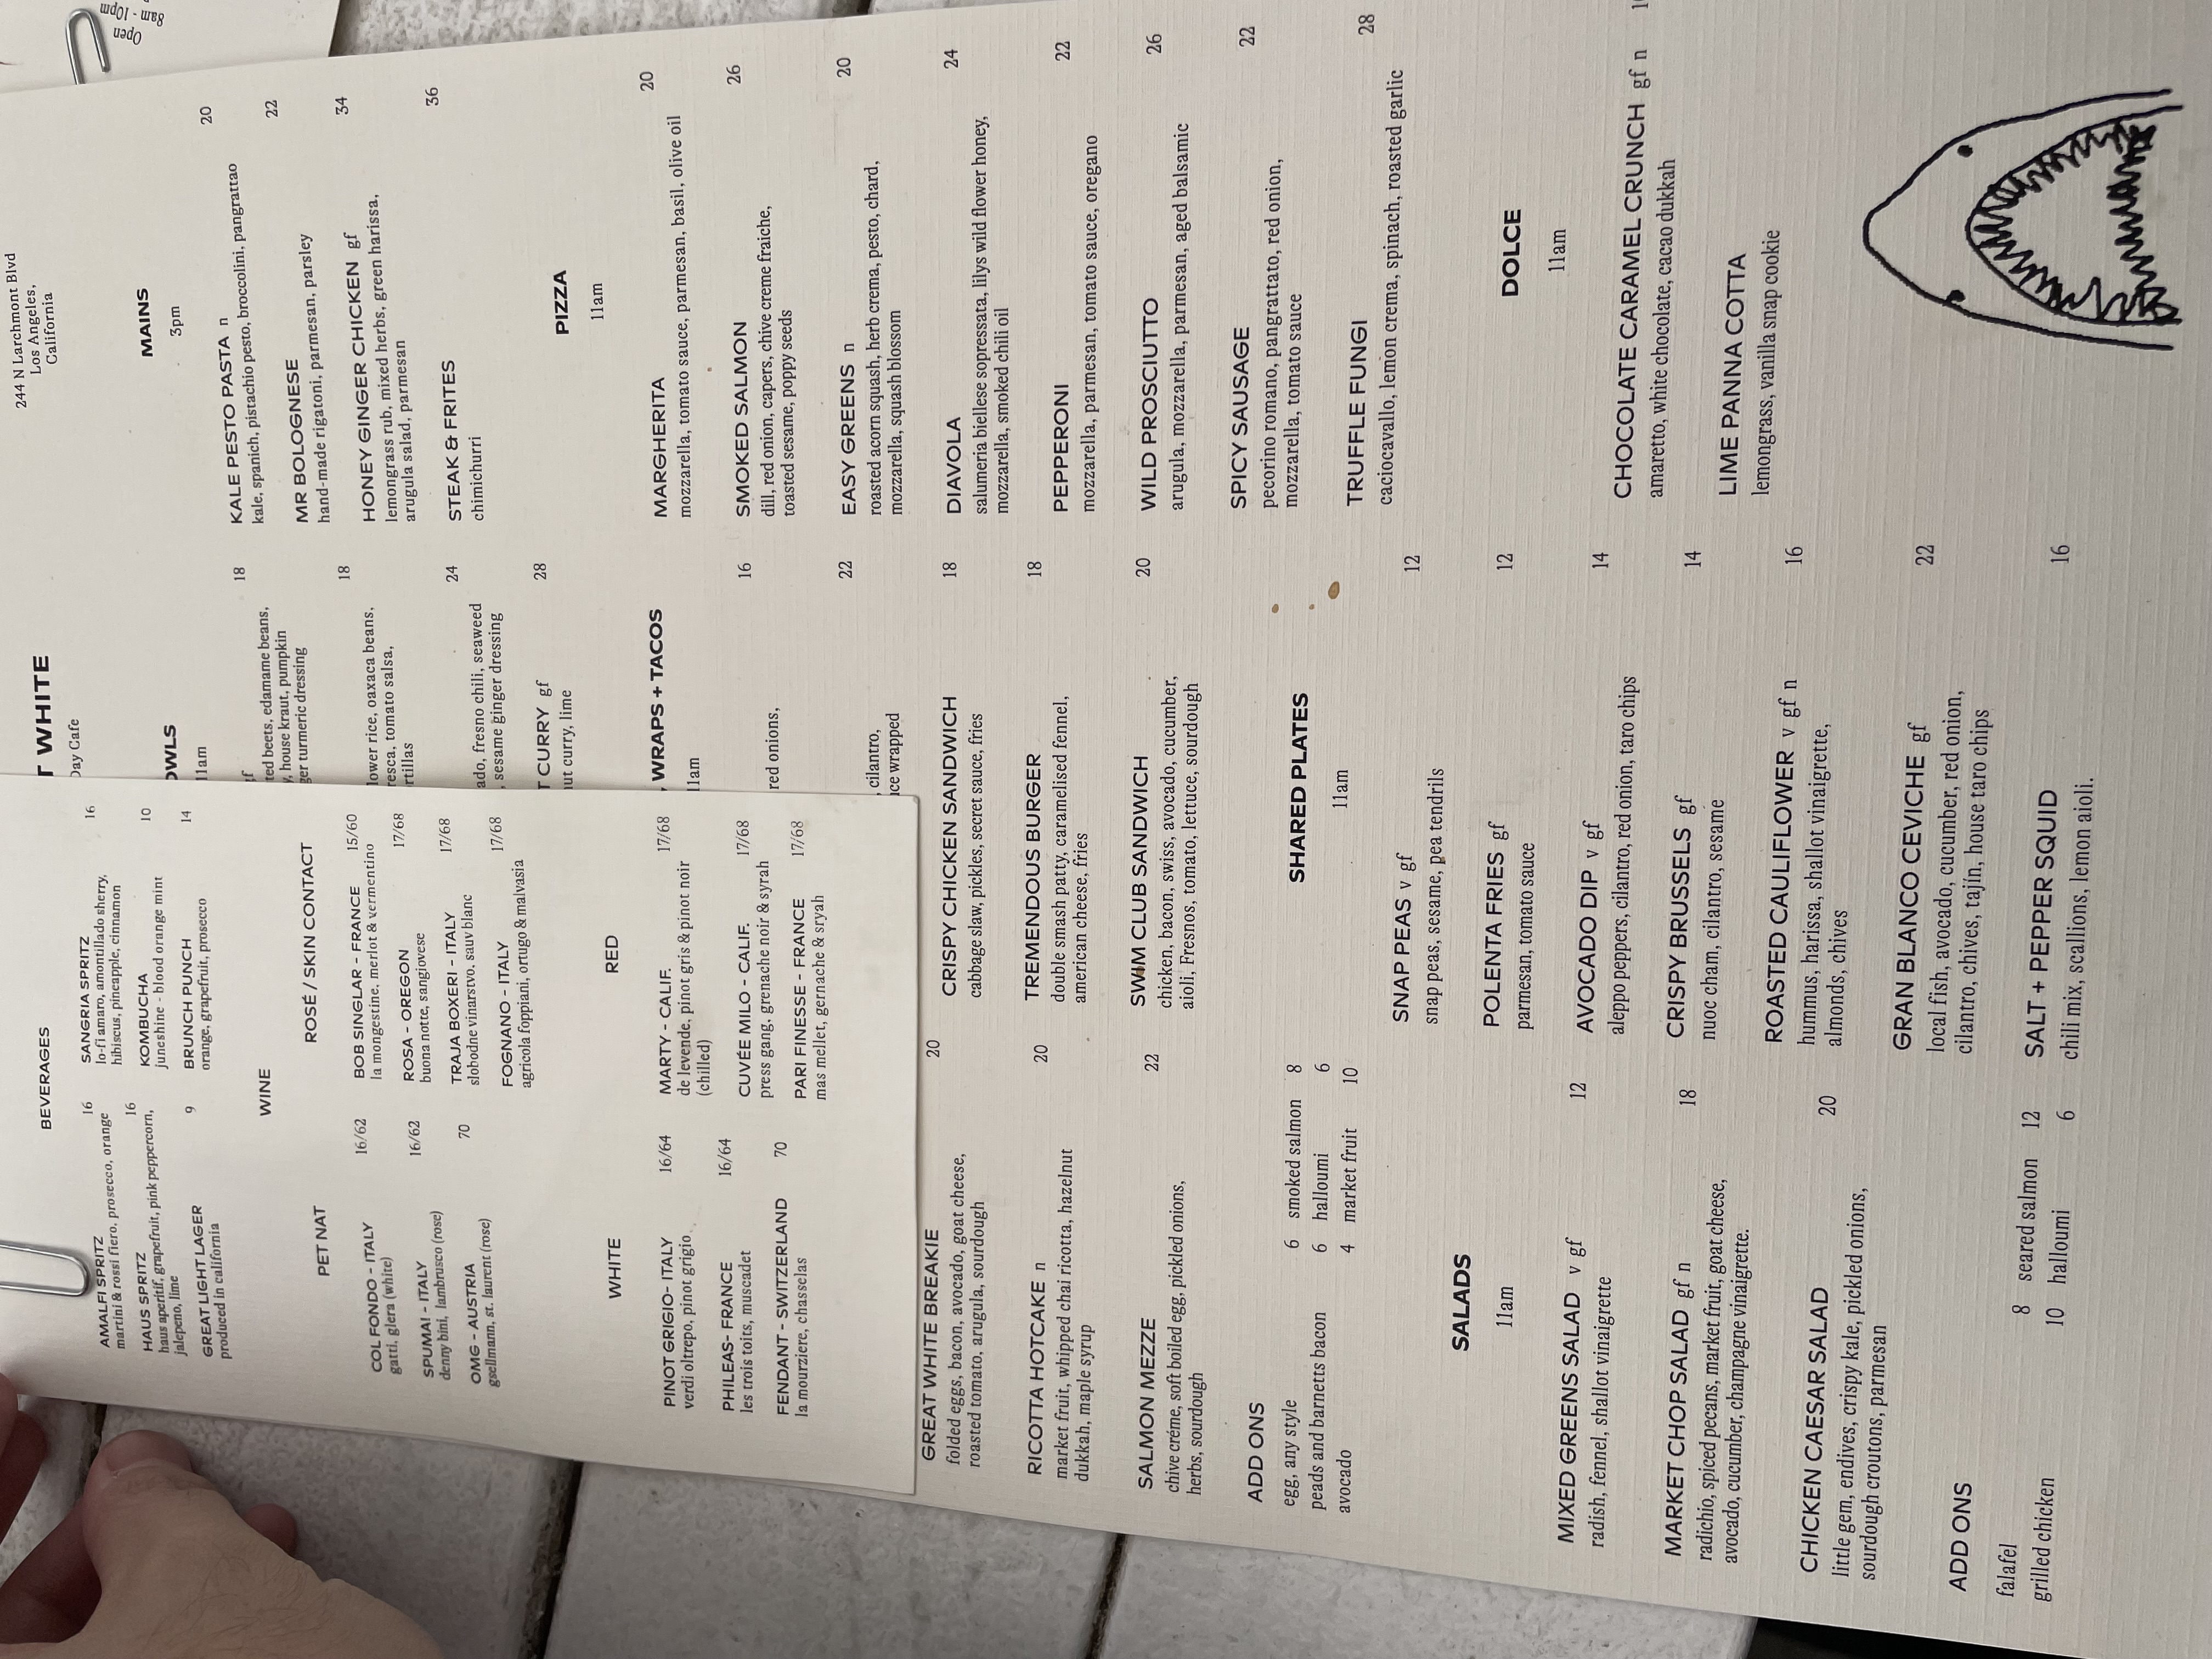 BEVERAGES
AMALFI SPRITZ 16
martini & rossi fiero, prosecco, orange
HAUS SPRITZ 16
haus aperitif, grapefruit, pink peppercorn,
jalepeno, lime
GREAT LIGHT LAGER 9
produced in california
SANGRIA SPRITZ 16
lo-fi amaro, amontillado sherry,
hibiscus, pineapple, cinnamon
KOMBUCHA 10
juneshine - blood orange mint
BRUNCH PUNCH 14
orange, grapefruit, prosecco
WINE
PET NAT
COL FONDO - ITALY 16/62
gatti, glera (white)
SPUMA! - ITALY 16/62
denny bini, lambrusco (rose)
OMG - AUSTRIA 70
gsellmann, st. laurent (rose)
ROSÉ / SKIN CONTACT
BOB SINGLAR - FRANCE 15/60
la mongestine, merlot & vermentino
ROSA - OREGON 17/68
buona notte, sangiovese
TRAJA BOXERI - ITALY 17/68
slobodne vinarstvo, sauv blanc
FOGNANO - ITALY 17/68
agricola foppiani, ortugo & malvasia
WHITE
PINOT GRIGIO- ITALY 16/64
verdi oltrepo, pinot grigio
PHILEAS- FRANCE 16/64
les trois toits, muscadet
FENDANT - SWITZERLAND 70
la mourziere, chasselas
RED
MARTY - CALIF. 17/68
de levende, pinot gris & pinot noir
(chilled)
CUVÉE MILO - CALIF. 17/68
press gang, grenache noir & syrah
PARI FINESSE - FRANCE 17/68
mas mellet, gernache & sryah
GREAT WHITE BREAKIE 20
folded eggs, bacon, avocado, goat cheese,
roasted tomato, arugula, sourdough
RICOTTA HOTCAKE n 20
market fruit, whipped chai ricotta, hazelnut
dukkah, maple syrup
SALMON MEZZE 22
chive créme, soft boiled egg, pickled onions,
herbs, sourdough
ADD ONS
egg, any style 6 smoked salmon 8
peads and barnetts bacon 6 halloumi 6
avocado 4 market fruit 10
SALADS
11am
MIXED GREENS SALAD v gf 12
radish, fennel, shallot vinaigrette
MARKET CHOP SALAD gf n 18
radichio, spiced pecans, market fruit, goat cheese,
avocado, cucumber, champagne vinaigrette.
CHICKEN CAESAR SALAD 20
little gem, endives, crispy kale, pickled onions,
sourdough croutons, parmesan
ADD ONS
falafel 8 seared salmon 12
grilled chicken 10 halloumi 6
T WHITE
Day Cafe
OWLS
11am
gf 18
ted beets, edamame beans,
y, house kraut, pumpkin
ger turmeric dressing
18
lower rice, oaxaca beans,
resca, tomato salsa,
rtillas
24
ado, fresno chili, seaweed
, sesame ginger dressing
T CURRY gf 28
ut curry, lime
, WRAPS + TACOS
11am
16
red onions,
22
, cilantro,
ce wrapped
CRISPY CHICKEN SANDWICH 18
cabbage slaw, pickles, secret sauce, fries
TREMENDOUS BURGER 18
double smash patty, caramelised fennel,
american cheese, fries
SWIM CLUB SANDWICH 20
chicken, bacon, swiss, avocado, cucumber,
aioli, Fresnos, tomato, lettuce, sourdough
SHARED PLATES
11am
SNAP PEAS v gf 12
snap peas, sesame, pea tendrils
POLENTA FRIES gf 12
parmesan, tomato sauce
AVOCADO DIP v gf 14
aleppo peppers, cilantro, red onion, taro chips
CRISPY BRUSSELS gf 14
nuoc cham, cilantro, sesame
ROASTED CAULIFLOWER v gf n 16
hummus, harissa, shallot vinaigrette,
almonds, chives
GRAN BLANCO CEVICHE gf 22
local fish, avocado, cucumber, red onion,
cilantro, chives, tajín, house taro chips
SALT + PEPPER SQUID 16
chili mix, scallions, lemon aioli.
244 N Larchmont Blvd
Los Angeles,
California
MAINS
3pm
KALE PESTO PASTA n 20
kale, spanich, pistachio pesto, broccolini, pangrattao
MR BOLOGNESE 22
hand-made rigatoni, parmesan, parsley
HONEY GINGER CHICKEN gf 34
lemongrass rub, mixed herbs, green harissa,
arugula salad, parmesan
STEAK & FRITES 36
chimichurri
PIZZA
11am
MARGHERITA 20
mozzarella, tomato sauce, parmesan, basil, olive oil
SMOKED SALMON 26
dill, red onion, capers, chive creme fraiche,
toasted sesame, poppy seeds
EASY GREENS n 20
roasted acorn squash, herb crema, pesto, chard,
mozzarella, squash blossom
DIAVOLA 24
salumeria biellese sopressata, lilys wild flower honey,
mozzarella, smoked chili oil
PEPPERONI 22
mozzarella, parmesan, tomato sauce, oregano
WILD PROSCIUTTO 26
arugula, mozzarella, parmesan, aged balsamic
SPICY SAUSAGE 22
pecorino romano, pangrattato, red onion,
mozzarella, tomato sauce
TRUFFLE FUNGI 28
caciocavallo, lemon crema, spinach, roasted garlic
DOLCE
11am
CHOCOLATE CARAMEL CRUNCH gf n
amaretto, white chocolate, cacao dukkah
LIME PANNA COTTA
lemongrass, vanilla snap cookie
Open
8am - 10pm